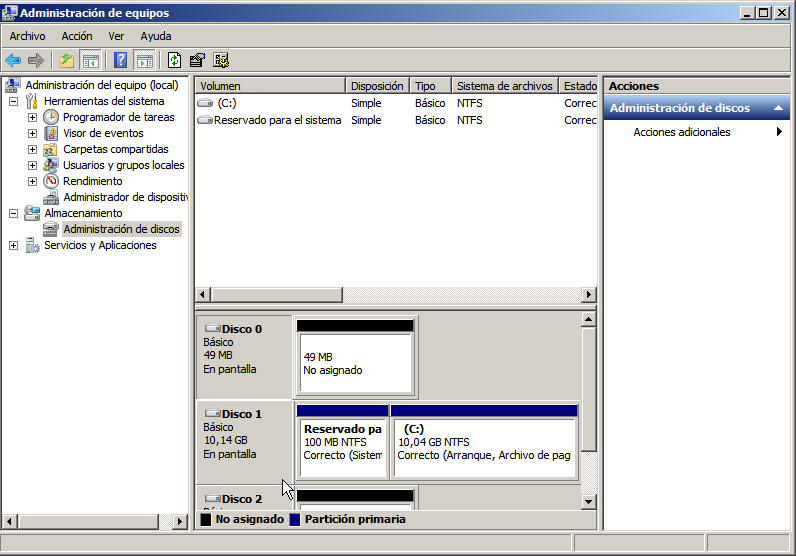 Administración de equipos
Archivo Acción Ver Ayuda
Administración del equipo (local)
Herramientas del sistema
Programador de tareas
Visor de eventos
Carpetas compartidas
Usuarios y grupos locales
Rendimiento
Administrador de dispositiv
Almacenamiento
Administración de discos
Servicios y Aplicaciones
Volumen Disposición Tipo Sistema de archivos Estado
(C:) Simple Básico NTFS Correc
Reservado para el sistema Simple Básico NTFS Correc
Disco 0
Básico
49 MB
En pantalla
49 MB
No asignado
Disco 1
Básico
10,14 GB
En pantalla
Reservado pa
100 MB NTFS
Correcto (Sistem
(C:)
10,04 GB NTFS
Correcto (Arranque, Archivo de pag
Disco 2
No asignado Partición primaria
Acciones
Administración de discos
Acciones adicionales